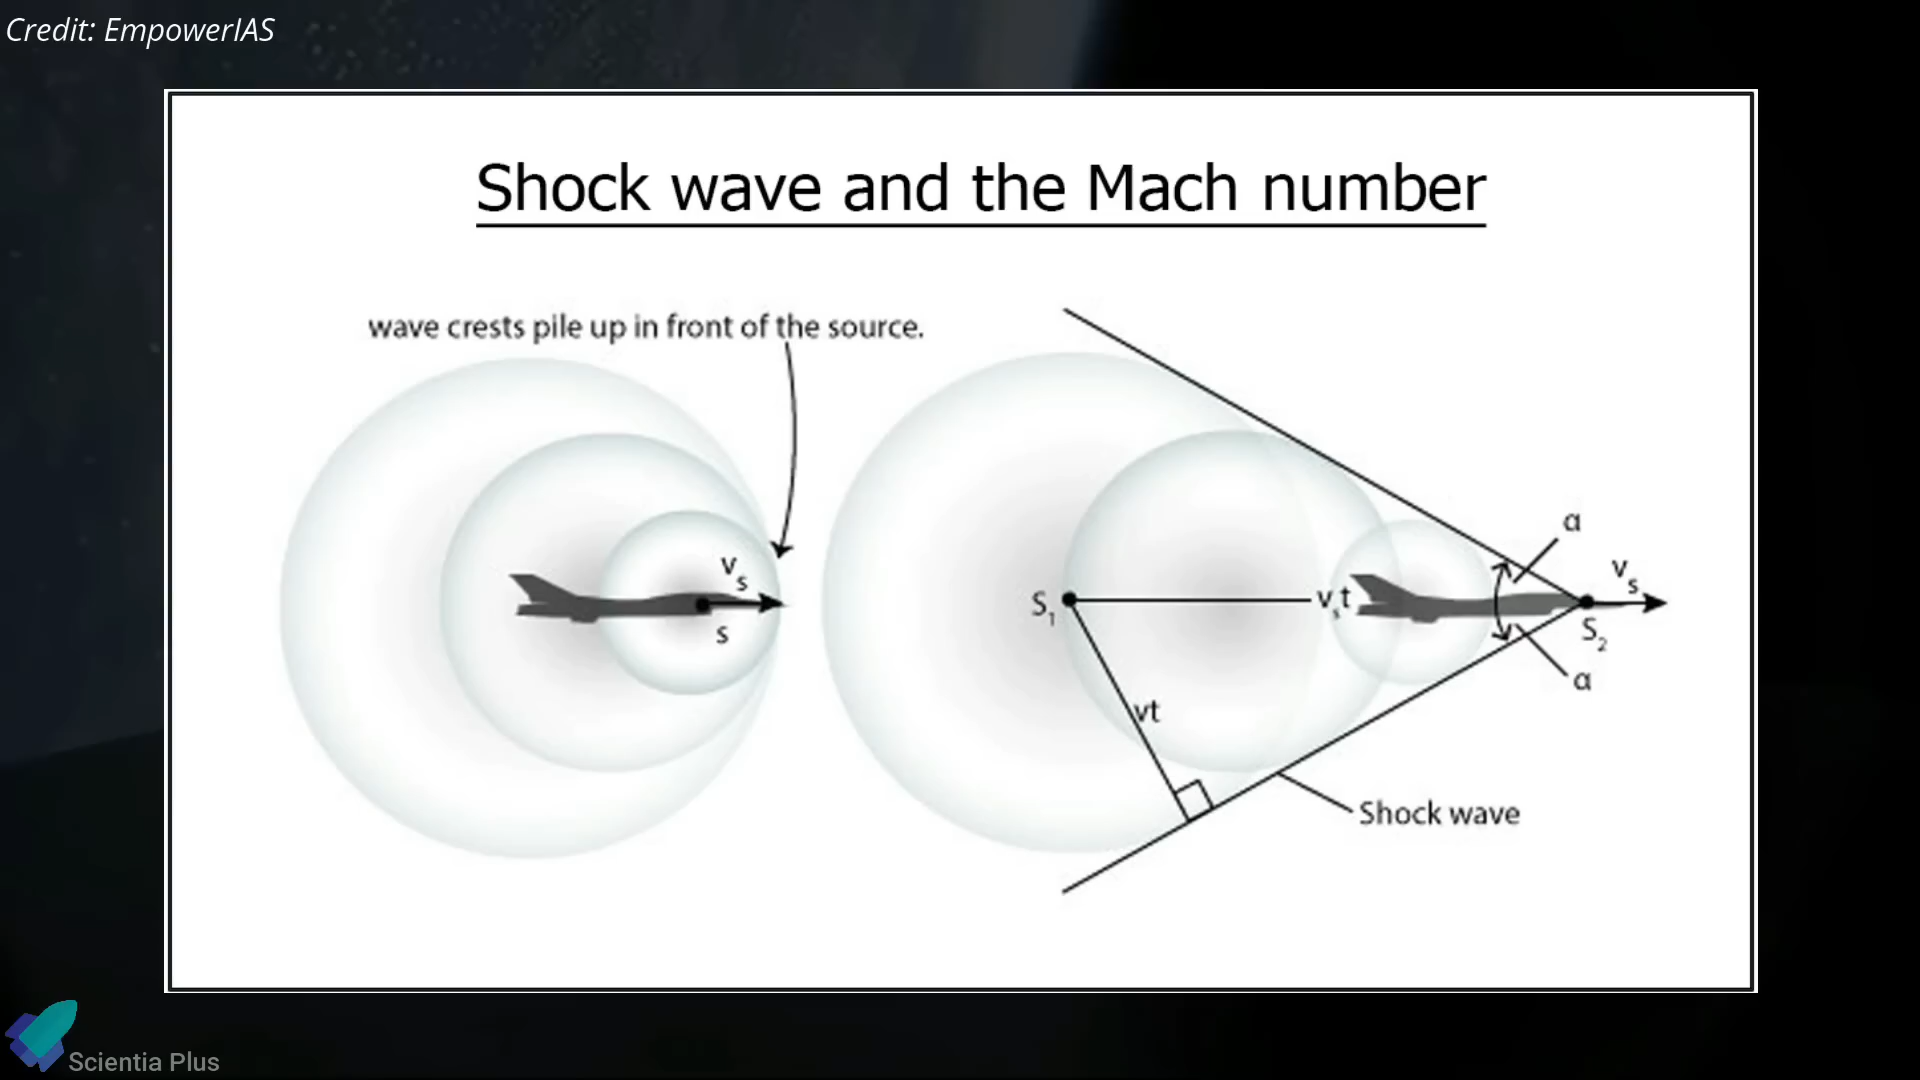 Credit: EmpowerIAS
Shock wave and the Mach number
wave crests pile up in front of the source.
vs
s
S1
vst
vt
α
α
vs
S2
Shock wave
Scientia Plus